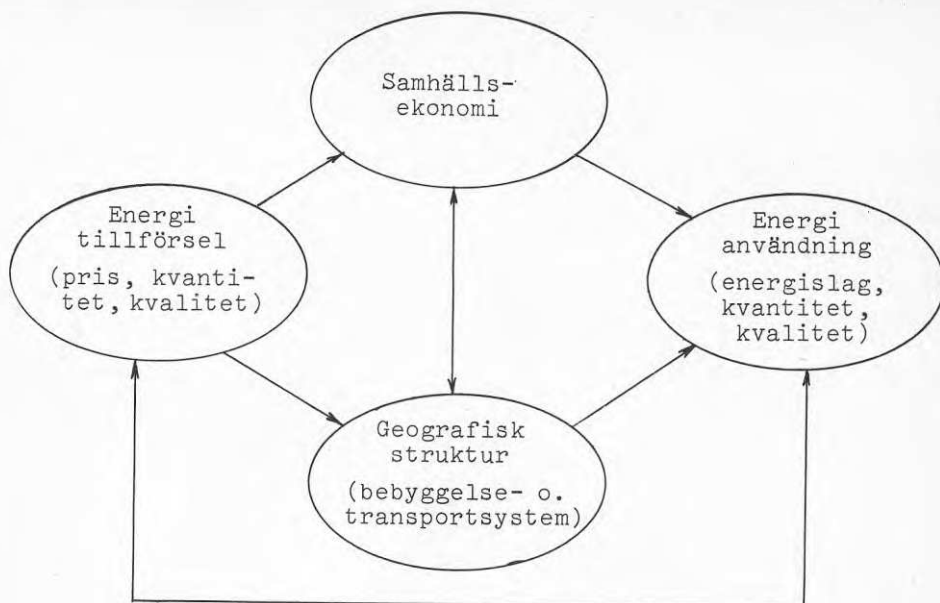 Samhälls-
ekonomi
Energi
tillförsel
(pris, kvanti-
tet, kvalitet)
Energi
användning
(energislag,
kvantitet,
kvalitet)
Geografisk
struktur
(bebyggelse- o.
transportsystem)